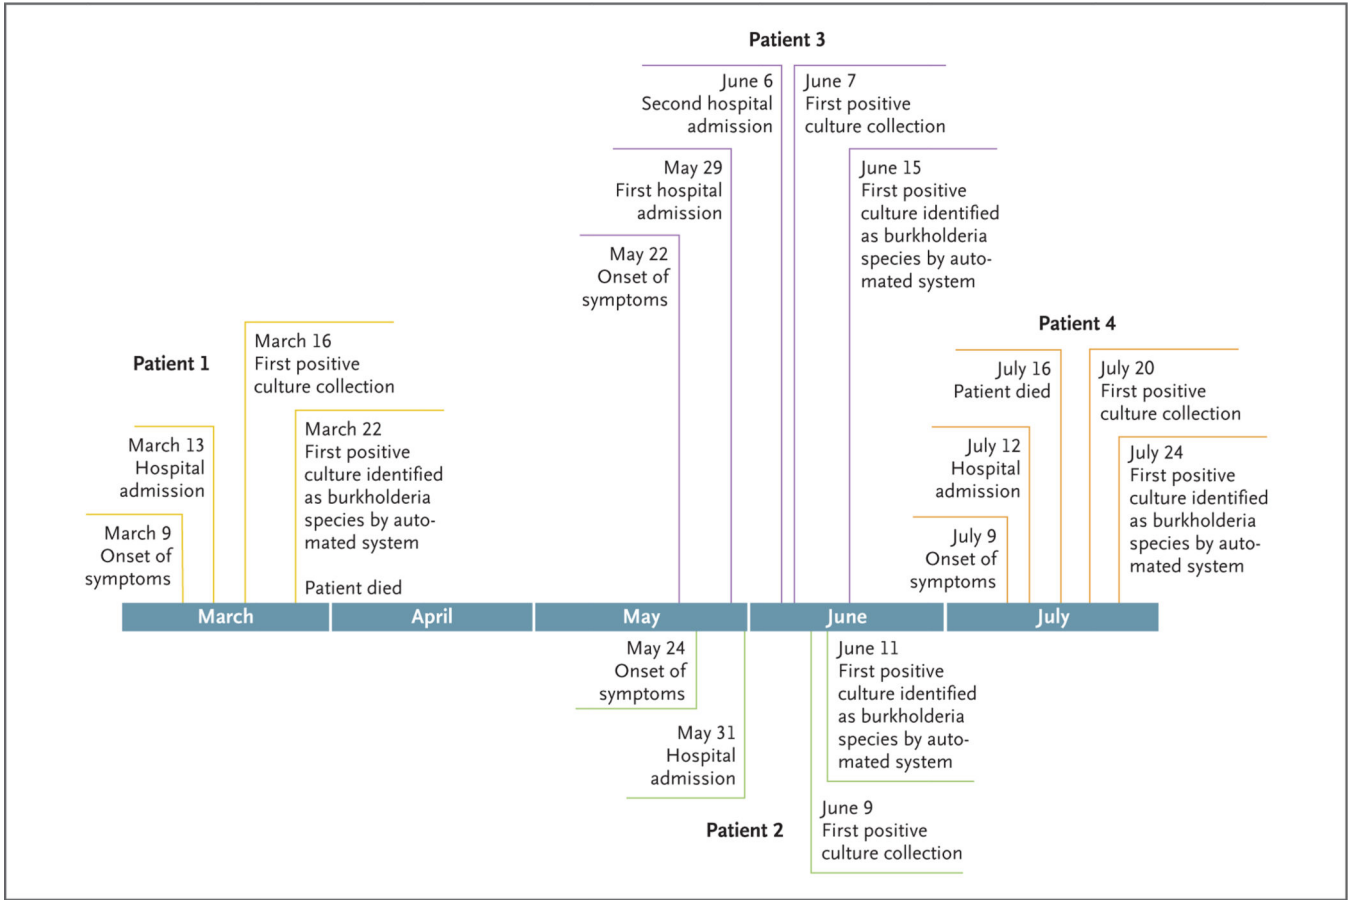 Patient 3
June 6
Second hospital
admission
June 7
First positive
culture collection
May 29
First hospital
admission
June 15
First positive
culture identified
as burkholderia
species by auto-
mated system
May 22
Onset of
symptoms
Patient 1
March 16
First positive
culture collection
March 13
Hospital
admission
March 22
First positive
culture identified
as burkholderia
species by auto-
mated system
Patient died
March 9
Onset of
symptoms
Patient 4
July 16
Patient died
July 20
First positive
culture collection
July 12
Hospital
admission
July 24
First positive
culture identified
as burkholderia
species by auto-
mated system
July 9
Onset of
symptoms
March
April
May
June
July
May 24
Onset of
symptoms
May 31
Hospital
admission
June 11
First positive
culture identified
as burkholderia
species by auto-
mated system
Patient 2
June 9
First positive
culture collection